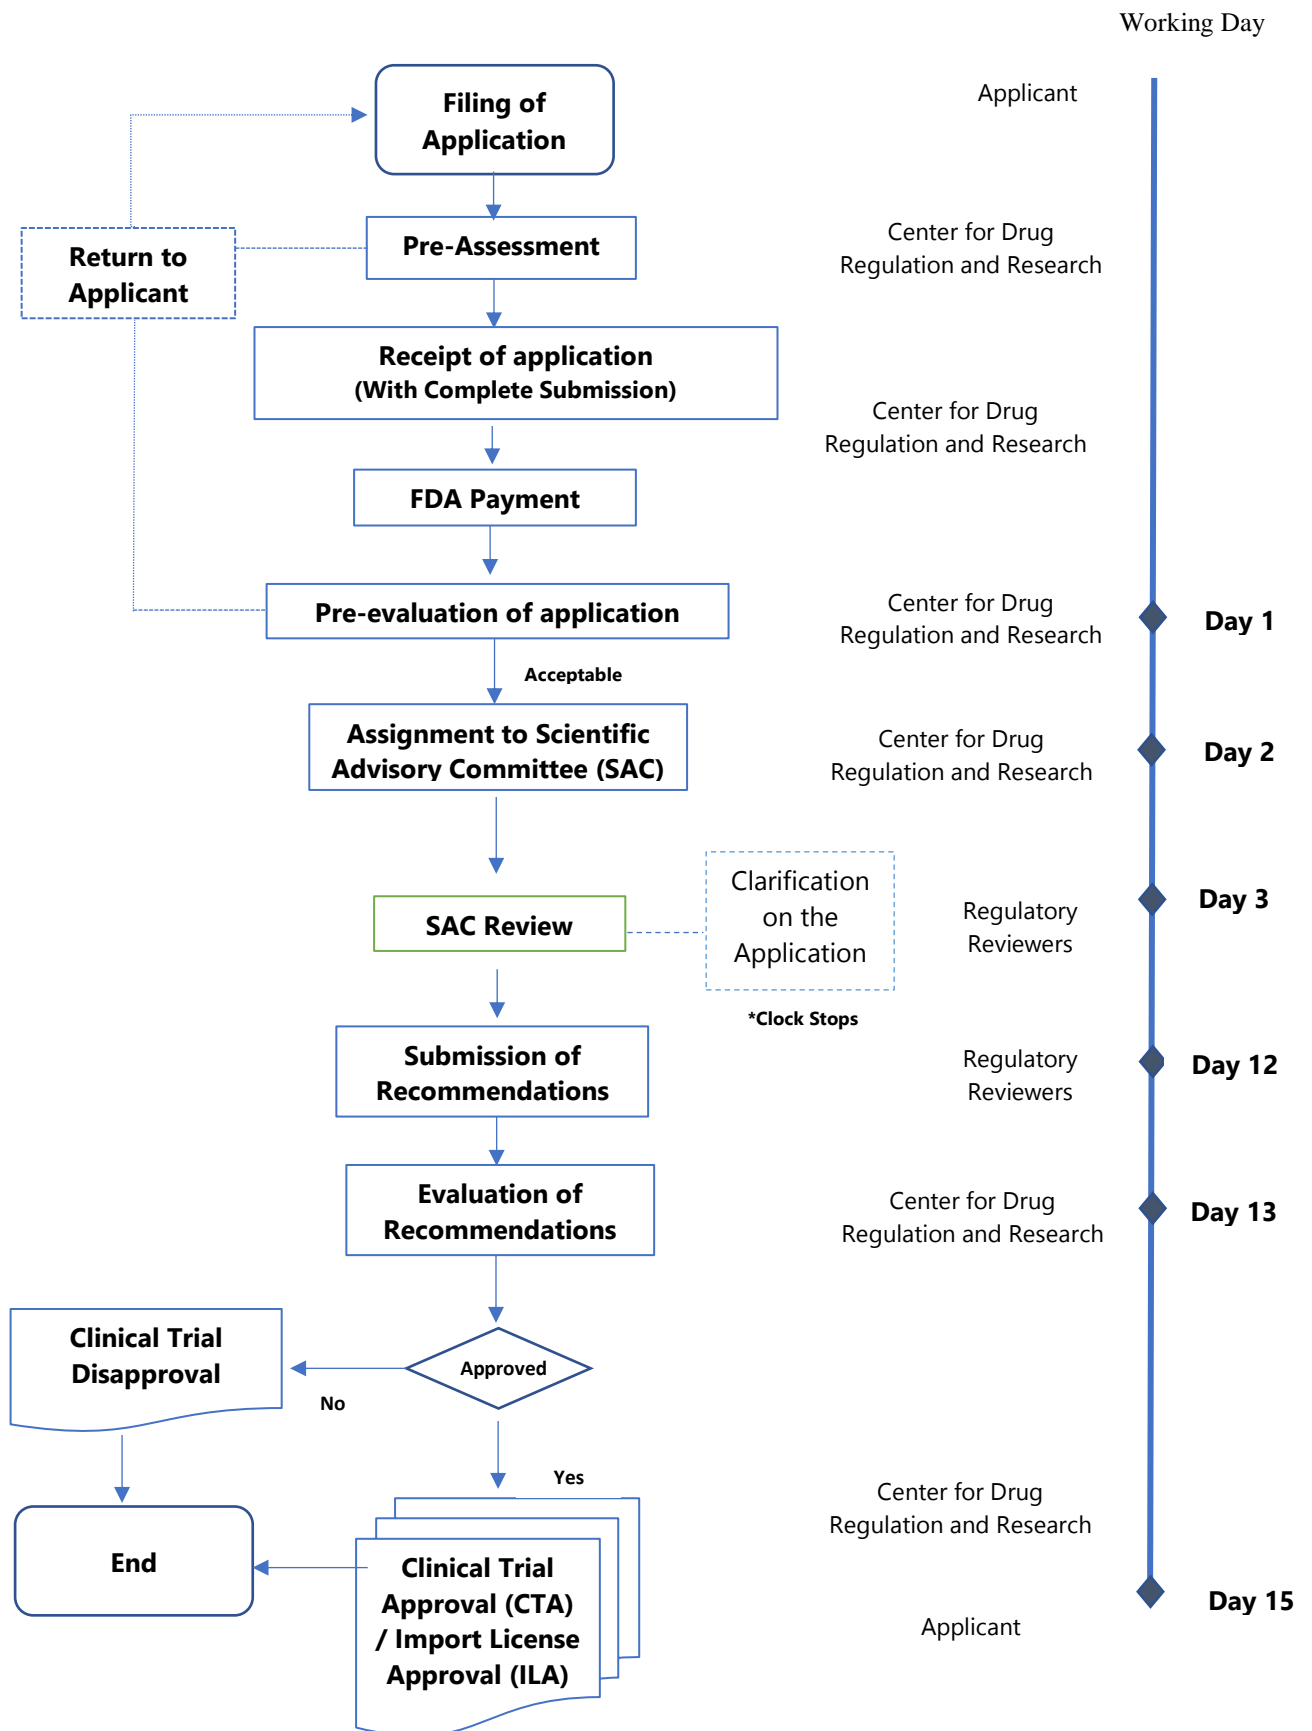 Working Day
Filing of
Application
Applicant
Return to
Applicant
Pre-Assessment
Center for Drug
Regulation and Research
Receipt of application
(With Complete Submission)
Center for Drug
Regulation and Research
FDA Payment
Pre-evaluation of application
Center for Drug
Regulation and Research
Day 1
Acceptable
Assignment to Scientific
Advisory Committee (SAC)
Center for Drug
Regulation and Research
Day 2
SAC Review
Clarification
on the
Application
*Clock Stops
Regulatory
Reviewers
Day 3
Submission of
Recommendations
Regulatory
Reviewers
Day 12
Evaluation of
Recommendations
Center for Drug
Regulation and Research
Day 13
Clinical Trial
Disapproval
No
Approved
Yes
End
Clinical Trial
Approval (CTA)
/ Import License
Approval (ILA)
Center for Drug
Regulation and Research
Applicant
Day 15